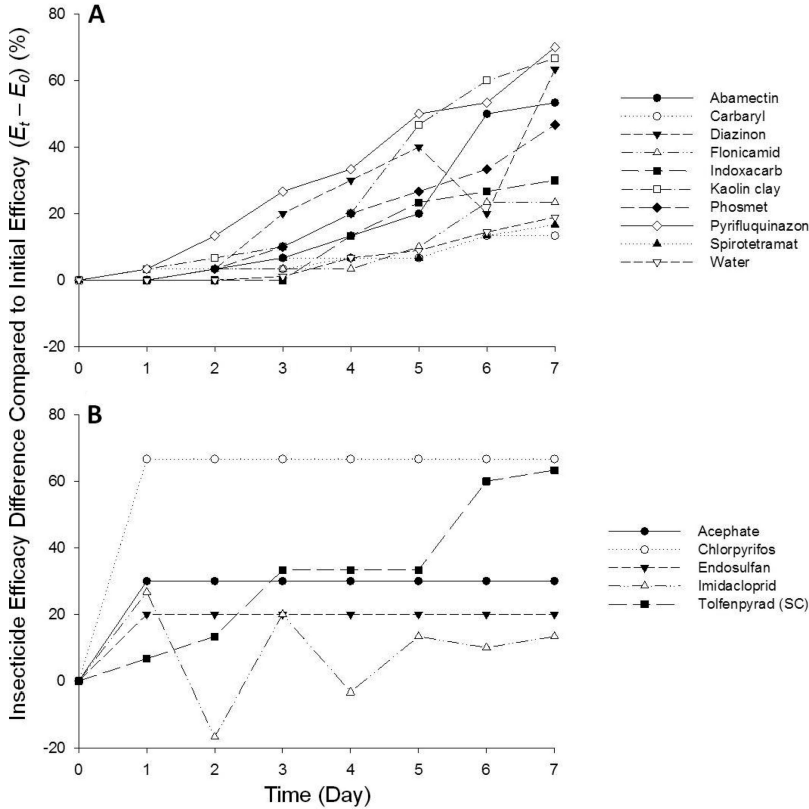 Insecticide Efficacy Difference Compared to Initial Efficacy (Et – E0) (%)
A
80
60
40
20
0
-20
0 1 2 3 4 5 6 7
Abamectin
Carbaryl
Diazinon
Flonicamid
Indoxacarb
Kaolin clay
Phosmet
Pyrifluquinazon
Spirotetramat
Water
B
80
60
40
20
0
-20
0 1 2 3 4 5 6 7
Time (Day)
Acephate
Chlorpyrifos
Endosulfan
Imidacloprid
Tolfenpyrad (SC)